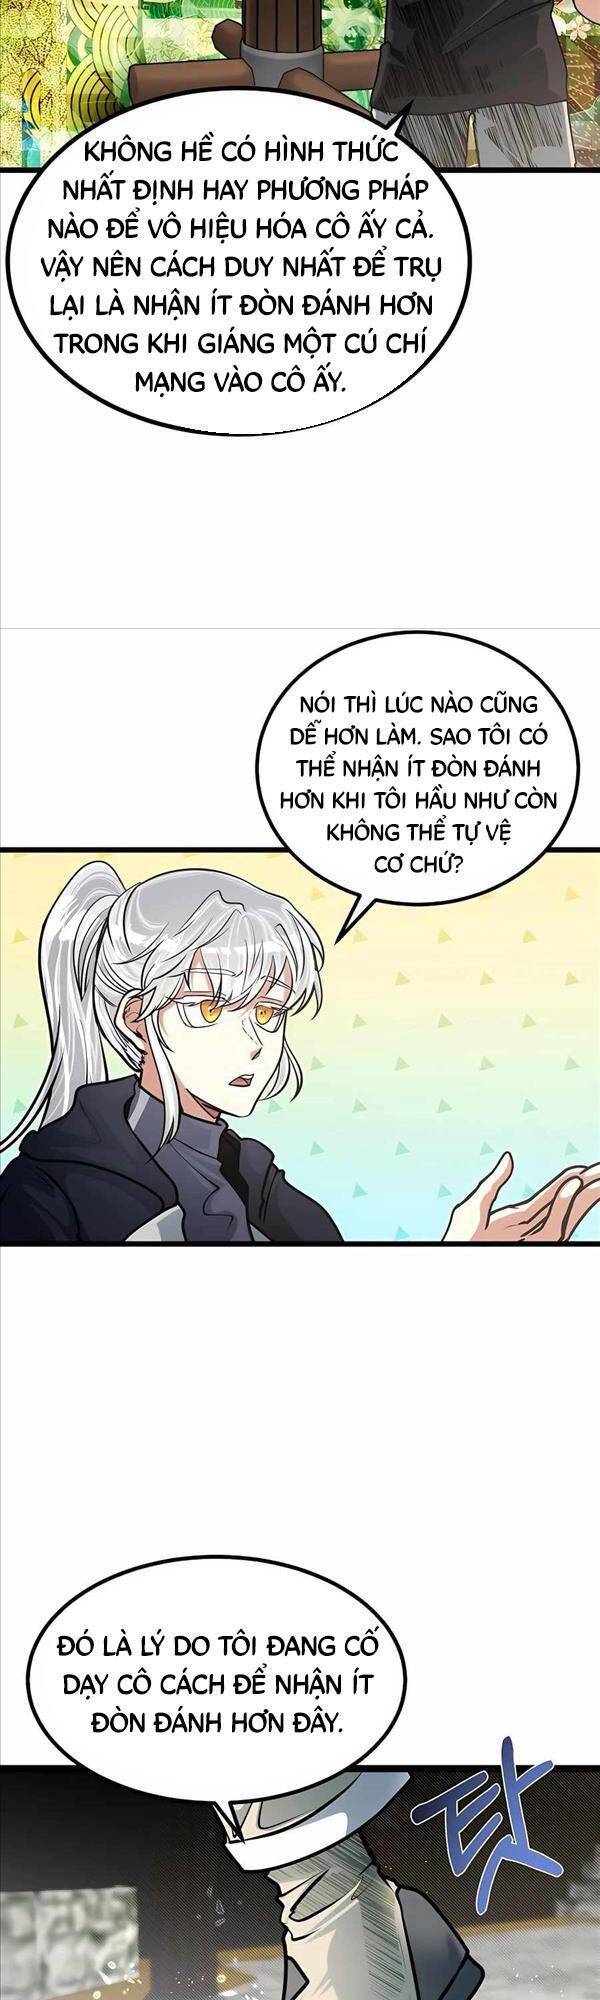 KHÔNG HỀ CÓ HÌNH THỨC
NHẤT ĐỊNH HAY PHƯƠNG PHÁP
NÀO ĐỂ VÔ HIỆU HÓA CÔ ẤY CẢ.
VẬY NÊN CÁCH DUY NHẤT ĐỂ TRỤ
LẠI LÀ NHẬN ÍT ĐÒN ĐÁNH HƠN
TRONG KHI GIÁNG MỘT CÚ CHÍ
MẠNG VÀO CÔ ẤY.
NÓI THÌ LÚC NÀO CŨNG
DỄ HƠN LÀM. SAO TÔI CÓ
THỂ NHẬN ÍT ĐÒN ĐÁNH
HƠN KHI TÔI HẦU NHƯ CÒN
KHÔNG THỂ TỰ VỆ
CƠ CHỨ?
ĐÓ LÀ LÝ DO TÔI ĐANG CỐ
DẠY CÔ CÁCH ĐỂ NHẬN ÍT
ĐÒN ĐÁNH HƠN ĐÂY.
탓